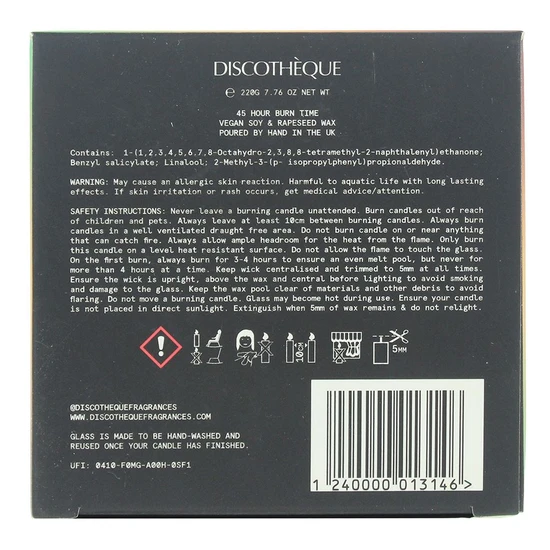 DISCOTHÈQUE
℮ 220G 7.76 OZ NET WT
45 HOUR BURN TIME
VEGAN SOY & RAPESEED WAX
POURED BY HAND IN THE UK
Contains: 1-(1,2,3,4,5,6,7,8-Octahydro-2,3,8,8-tetramethyl-2-naphthalenyl)ethanone;
Benzyl salicylate; Linalool; 2-Methyl-3-(p- isopropylphenyl)propionaldehyde.
WARNING: May cause an allergic skin reaction. Harmful to aquatic life with long lasting
effects. If skin irritation or rash occurs, get medical advice/attention.
SAFETY INSTRUCTIONS: Never leave a burning candle unattended. Burn candles out of reach
of children and pets. Always leave at least 10cm between burning candles. Always burn
candles in a well ventilated draught free area. Do not burn candle on or near anything
that can catch fire. Always allow ample headroom for the heat from the flame. Only burn
this candle on a level heat resistant surface. Do not allow the flame to touch the glass.
On the first burn, always burn for 3-4 hours to ensure an even melt pool, but never for
more than 4 hours at a time. Keep wick centralised and trimmed to 5mm at all times.
Ensure the wick is upright, above the wax and central before lighting to avoid smoking
and damage to the glass. Keep the wax pool clear of materials and other debris to avoid
flaring. Do not move a burning candle. Glass may become hot during use. Ensure your candle
is not placed in direct sunlight. Extinguish when 5mm of wax remains & do not relight.
10CM
5MM
@DISCOTHEQUEFRAGRANCES
WWW.DISCOTHEQUEFRAGRANCES.COM
GLASS IS MADE TO BE HAND-WASHED AND
REUSED ONCE YOUR CANDLE HAS FINISHED.
UFI: 0410-F0MG-A00H-0SF1
1 240000 013146 >